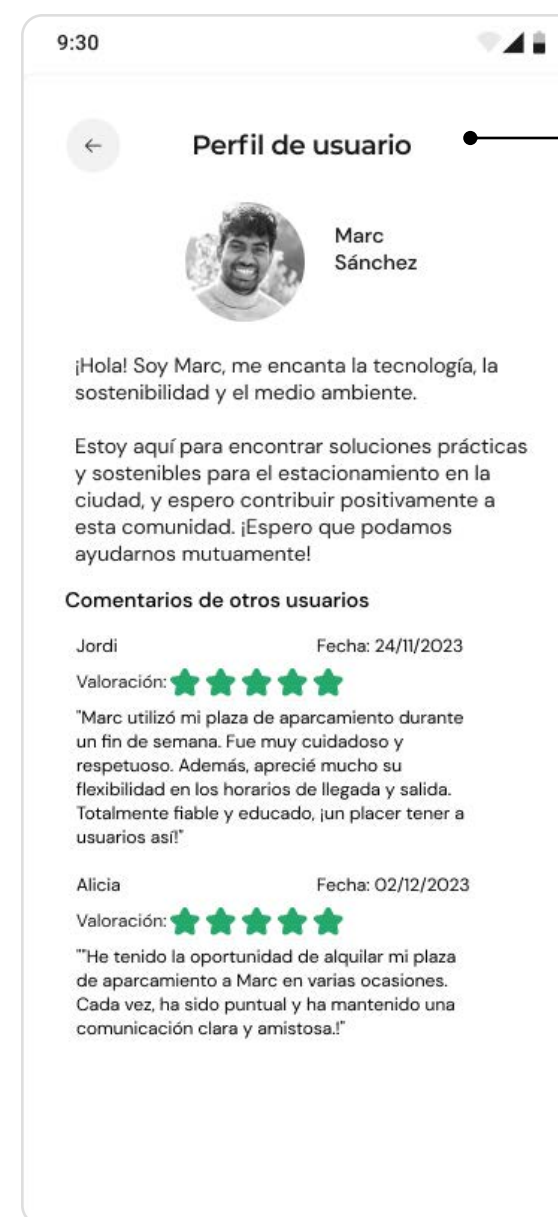 9:30
Perfil de usuario
Marc
Sánchez
¡Hola! Soy Marc, me encanta la tecnología, la
sostenibilidad y el medio ambiente.
Estoy aquí para encontrar soluciones prácticas
y sostenibles para el estacionamiento en la
ciudad, y espero contribuir positivamente a
esta comunidad. ¡Espero que podamos
ayudarnos mutuamente!
Comentarios de otros usuarios
Jordi Fecha: 24/11/2023
Valoración:
"Marc utilizó mi plaza de aparcamiento durante
un fin de semana. Fue muy cuidadoso y
respetuoso. Además, aprecié mucho su
flexibilidad en los horarios de llegada y salida.
Totalmente fiable y educado, ¡un placer tener a
usuarios así!"
Alicia Fecha: 02/12/2023
Valoración:
""He tenido la oportunidad de alquilar mi plaza
de aparcamiento a Marc en varias ocasiones.
Cada vez, ha sido puntual y ha mantenido una
comunicación clara y amistosa.!"